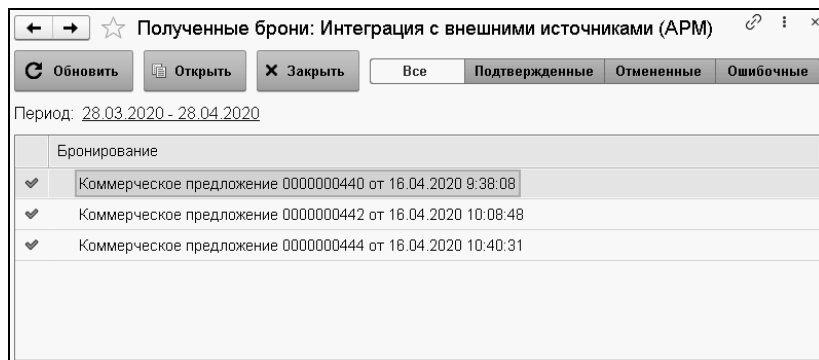 Полученные брони: Интеграция с внешними источниками (АРМ)
Обновить Открыть Закрыть Все Подтвержденные Отмененные Ошибочные
Период: 28.03.2020 - 28.04.2020
Бронирование
Коммерческое предложение 0000000440 от 16.04.2020 9:38:08
Коммерческое предложение 0000000442 от 16.04.2020 10:08:48
Коммерческое предложение 0000000444 от 16.04.2020 10:40:31